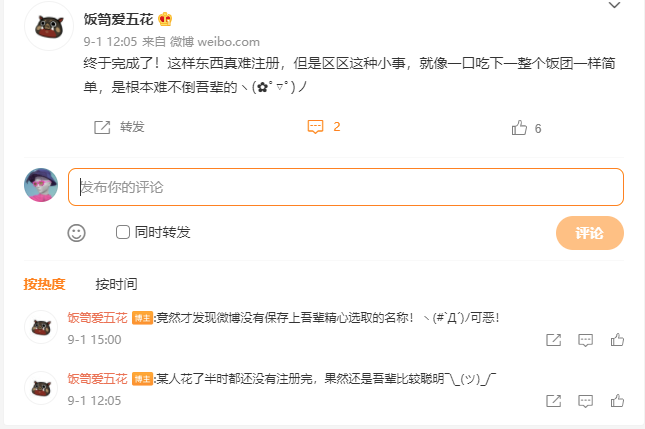 饭笥爱五花
9-1 12:05 来自 微博 weibo.com
终于完成了！这样东西真难注册，但是区区这种小事，就像一口吃下一整个饭团一样简
单，是根本难不倒吾辈的ヽ(✿ﾟ▽ﾟ)ノ
转发
2
6
发布你的评论
同时转发
评论
按热度 按时间
饭笥爱五花 博主:竟然才发现微博没有保存上吾辈精心选取的名称！ヽ(#`Д´)ﾉ可恶！
9-1 15:00
饭笥爱五花 博主:某人花了半时都还没有注册完，果然还是吾辈比较聪明¯\_(ツ)_/¯
9-1 12:05